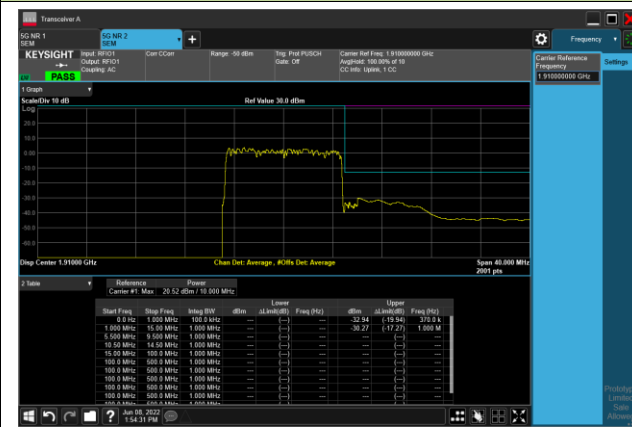 Transceiver A
5G NR 1
SEM
5G NR 2
SEM
Frequency
KEYSIGHT
PASS
Input: RFIO1
Output: RFIO1
Coupling: AC
Corr CCorr
Range: -50 dBm
Trig: Prot PUSCH
Gate: Off
Carrier Ref Freq: 1.910000000 GHz
Avg|Hold: 100.00% of 10
CC Info: Uplink, 1 CC
Carrier Reference
Frequency
1.910000000 GHz
Settings
1 Graph
Scale/Div 10 dB
Ref Value 30.0 dBm
Log
20.0
10.0
0.00
-10.0
-20.0
-30.0
-40.0
-50.0
-60.0
Disp Center 1.91000 GHz
Chan Det: Average , #Offs Det: Average
Span 40.000 MHz
2001 pts
2 Table
Reference Power
Carrier #1: Max : 20.52 dBm / 10.000 MHz
Lower Upper
Start Freq Stop Freq Integ BW dBm ΔLimit(dB) Freq (Hz) dBm ΔLimit(dB) Freq (Hz)
0.0 Hz 1.000 MHz 100.0 kHz --- (---) --- -32.94 (-19.94) 370.0 k
1.000 MHz 15.00 MHz 1.000 MHz --- (---) --- -30.27 (-17.27) 1.000 M
5.500 MHz 9.500 MHz 1.000 MHz --- (---) --- --- (---) ---
10.50 MHz 14.50 MHz 1.000 MHz --- (---) --- --- (---) ---
15.00 MHz 100.0 MHz 1.000 MHz --- (---) --- --- (---) ---
100.0 MHz 500.0 MHz 1.000 MHz --- (---) --- --- (---) ---
100.0 MHz 500.0 MHz 1.000 MHz --- (---) --- --- (---) ---
100.0 MHz 500.0 MHz 1.000 MHz --- (---) --- --- (---) ---
100.0 MHz 500.0 MHz 1.000 MHz --- (---) --- --- (---) ---
100.0 MHz 500.0 MHz 1.000 MHz --- (---) --- --- (---) ---
Jun 08, 2022
1:54:31 PM
Limited
Sale